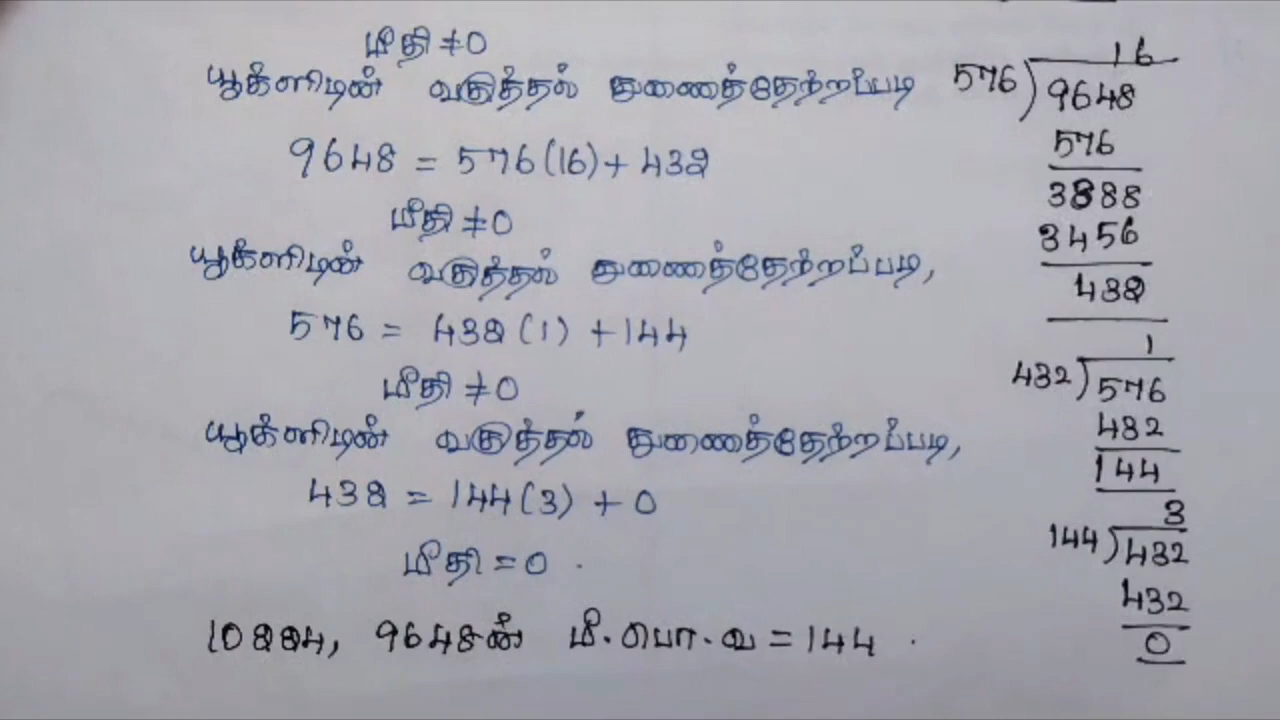 மீதி ≠ 0
யூக்ளிடின் வகுத்தல் துணைத்தேற்றப்படி
9648 = 576(16) + 432
மீதி ≠ 0
யூக்ளிடின் வகுத்தல் துணைத்தேற்றப்படி,
576 = 432(1) + 144
மீதி ≠ 0
யூக்ளிடின் வகுத்தல் துணைத்தேற்றப்படி,
432 = 144(3) + 0
மீதி = 0 .
10224, 9648ன் மீ.பொ.வ = 144 .
16
576)9648
576
3888
3456
432
1
432)576
432
144
3
144)432
432
0